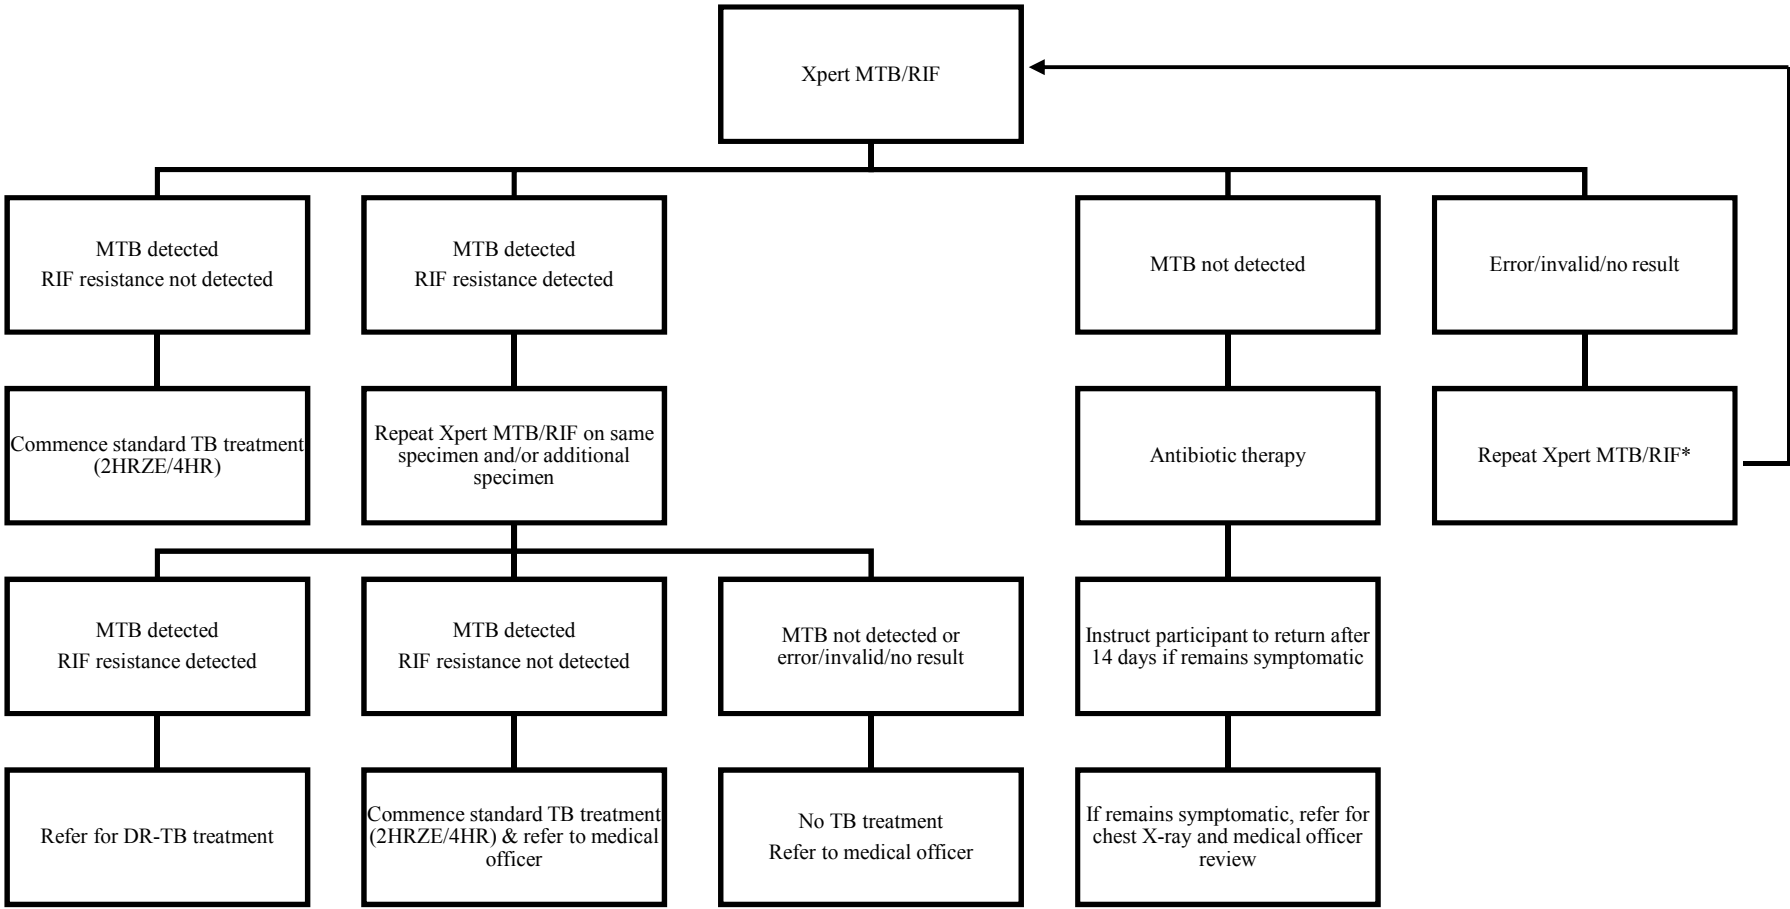 Xpert MTB/RIF
MTB detected
RIF resistance not detected
MTB detected
RIF resistance detected
MTB not detected
Error/invalid/no result
Commence standard TB treatment
(2HRZE/4HR)
Repeat Xpert MTB/RIF on same
specimen and/or additional
specimen
Antibiotic therapy
Repeat Xpert MTB/RIF*
MTB detected
RIF resistance detected
MTB detected
RIF resistance not detected
MTB not detected or
error/invalid/no result
Instruct participant to return after
14 days if remains symptomatic
Refer for DR-TB treatment
Commence standard TB treatment
(2HRZE/4HR) & refer to medical
officer
No TB treatment
Refer to medical officer
If remains symptomatic, refer for
chest X-ray and medical officer
review